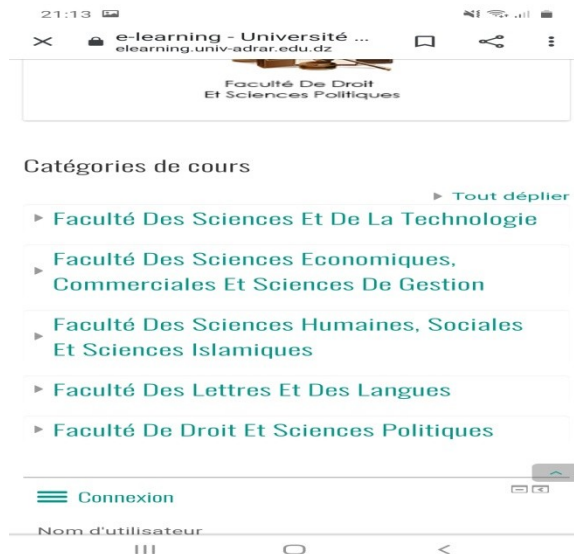 21:13
e-learning - Université ...
elearning.univ-adrar.edu.dz
Faculté De Droit
Et Sciences Politiques
Catégories de cours
Tout déplier
Faculté Des Sciences Et De La Technologie
Faculté Des Sciences Economiques,
Commerciales Et Sciences De Gestion
Faculté Des Sciences Humaines, Sociales
Et Sciences Islamiques
Faculté Des Lettres Et Des Langues
Faculté De Droit Et Sciences Politiques
Connexion
Nom d'utilisateur